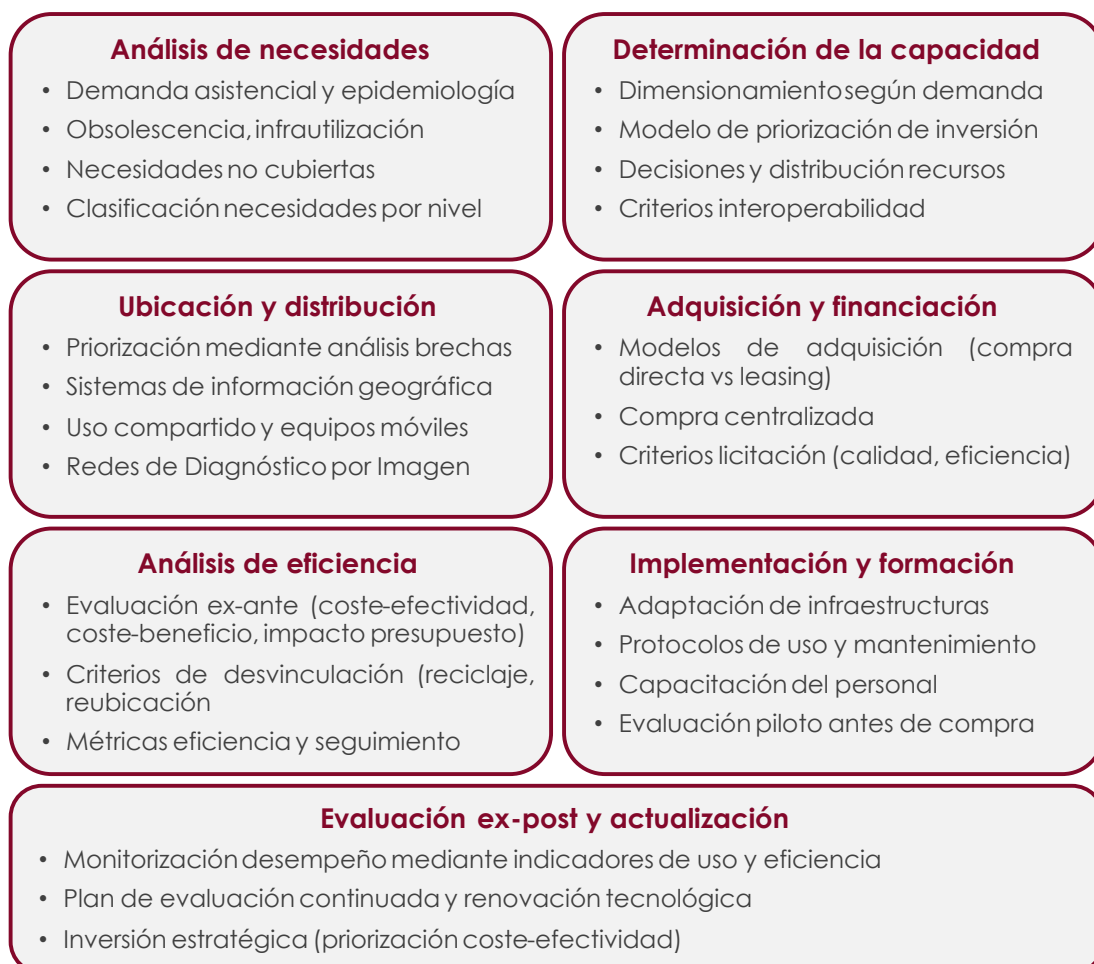 Análisis de necesidades
• Demanda asistencial y epidemiología
• Obsolescencia, infrautilización
• Necesidades no cubiertas
• Clasificación necesidades por nivel
Determinación de la capacidad
• Dimensionamiento según demanda
• Modelo de priorización de inversión
• Decisiones y distribución recursos
• Criterios interoperabilidad
Ubicación y distribución
• Priorización mediante análisis brechas
• Sistemas de información geográfica
• Uso compartido y equipos móviles
• Redes de Diagnóstico por Imagen
Adquisición y financiación
• Modelos de adquisición (compra
directa vs leasing)
• Compra centralizada
• Criterios licitación (calidad, eficiencia)
Análisis de eficiencia
• Evaluación ex-ante (coste-efectividad,
coste-beneficio, impacto presupuesto)
• Criterios de desvinculación (reciclaje,
reubicación
• Métricas eficiencia y seguimiento
Implementación y formación
• Adaptación de infraestructuras
• Protocolos de uso y mantenimiento
• Capacitación del personal
• Evaluación piloto antes de compra
Evaluación ex-post y actualización
• Monitorización desempeño mediante indicadores de uso y eficiencia
• Plan de evaluación continuada y renovación tecnológica
• Inversión estratégica (priorización coste-efectividad)